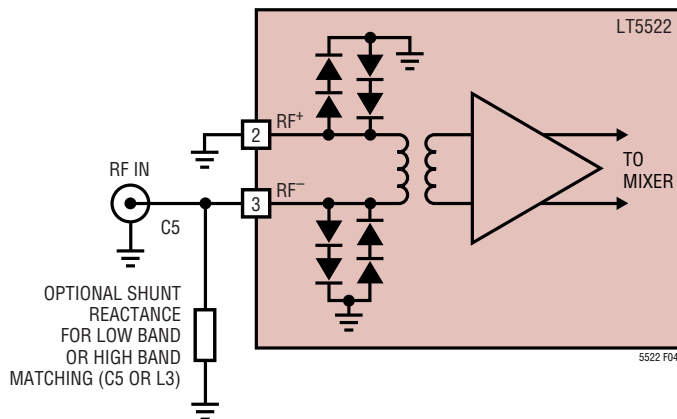 LT5522
RF+
2
RF IN
TO
MIXER
RF−
3
C5
OPTIONAL SHUNT
REACTANCE
FOR LOW BAND
OR HIGH BAND
MATCHING (C5 OR L3)
5522 F04